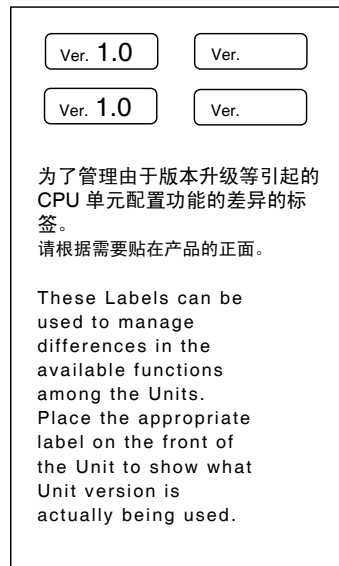 Ver. 1.0 Ver.
Ver. 1.0 Ver.
为了管理由于版本升级等引起的
CPU 单元配置功能的差异的标
签。
请根据需要贴在产品的正面。
These Labels can be
used to manage
differences in the
available functions
among the Units.
Place the appropriate
label on the front of
the Unit to show what
Unit version is
actually being used.